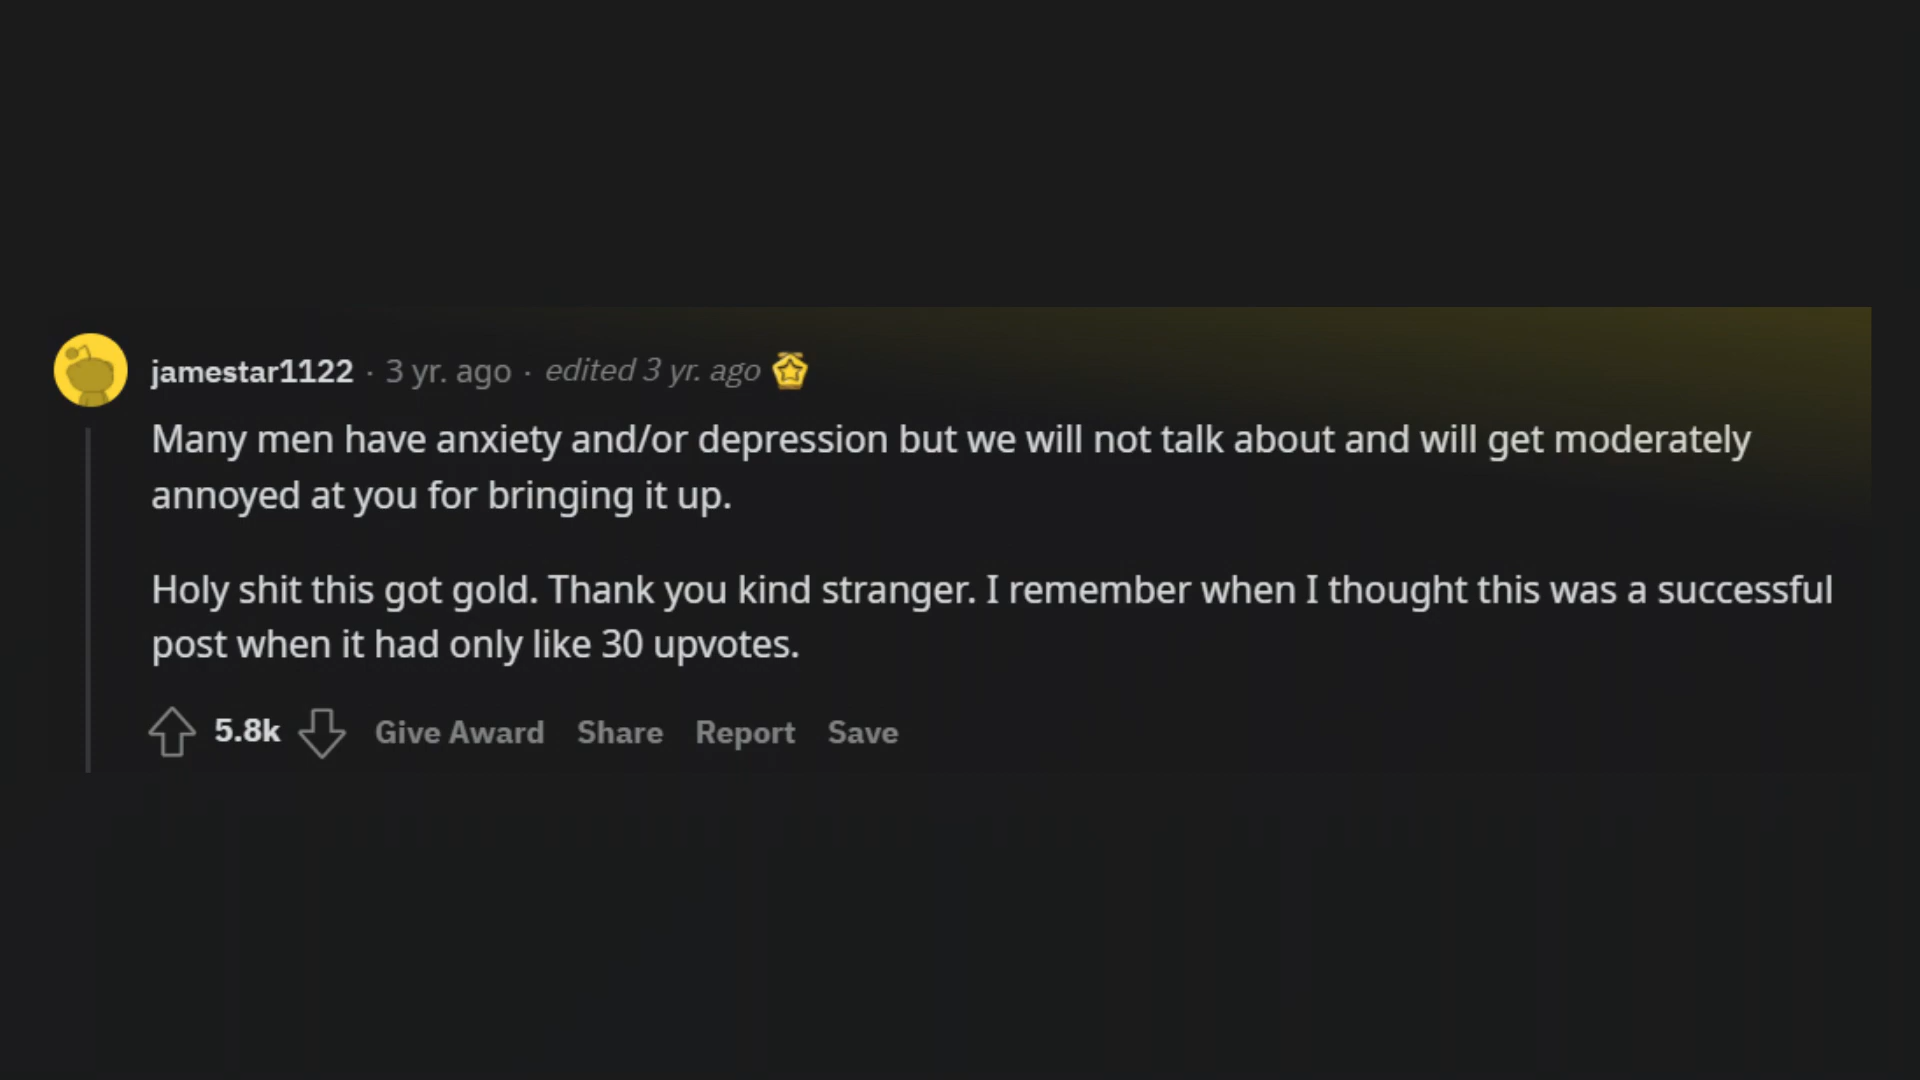 jamestar1122 · 3 yr. ago · edited 3 yr. ago
Many men have anxiety and/or depression but we will not talk about and will get moderately
annoyed at you for bringing it up.
Holy shit this got gold. Thank you kind stranger. I remember when I thought this was a successful
post when it had only like 30 upvotes.
5.8k Give Award Share Report Save